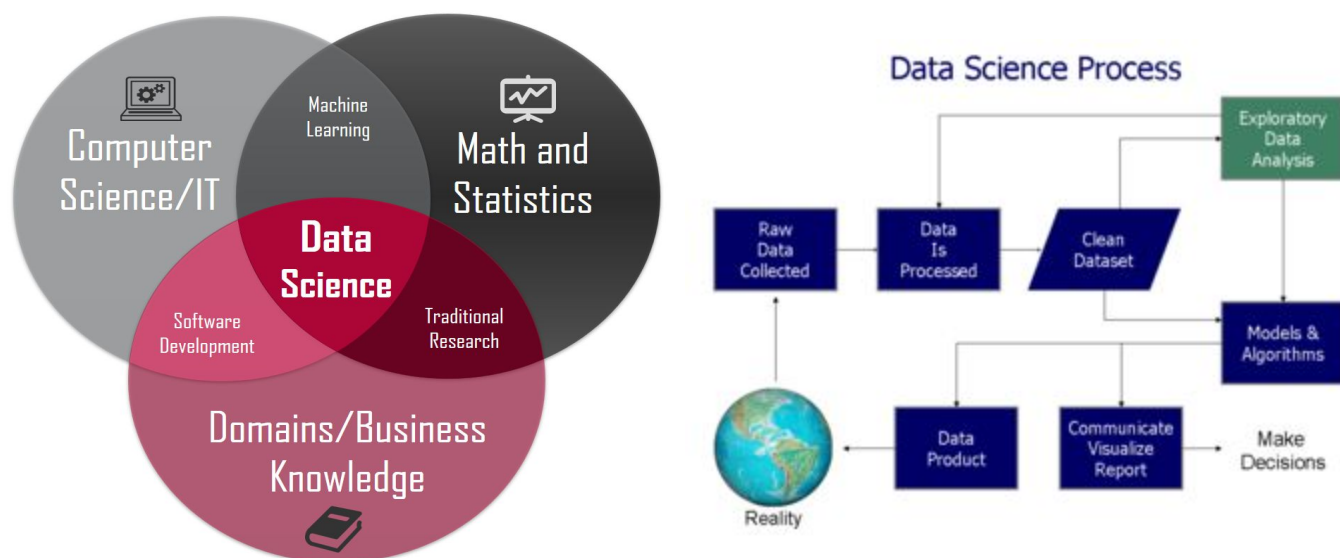 Computer
Science/IT
Machine
Learning
Math and
Statistics
Data
Science
Software
Development
Traditional
Research
Domains/Business
Knowledge
Data Science Process
Exploratory
Data
Analysis
Raw
Data
Collected
Data
Is
Processed
Clean
Dataset
Models &
Algorithms
Data
Product
Communicate
Visualize
Report
Make
Decisions
Reality